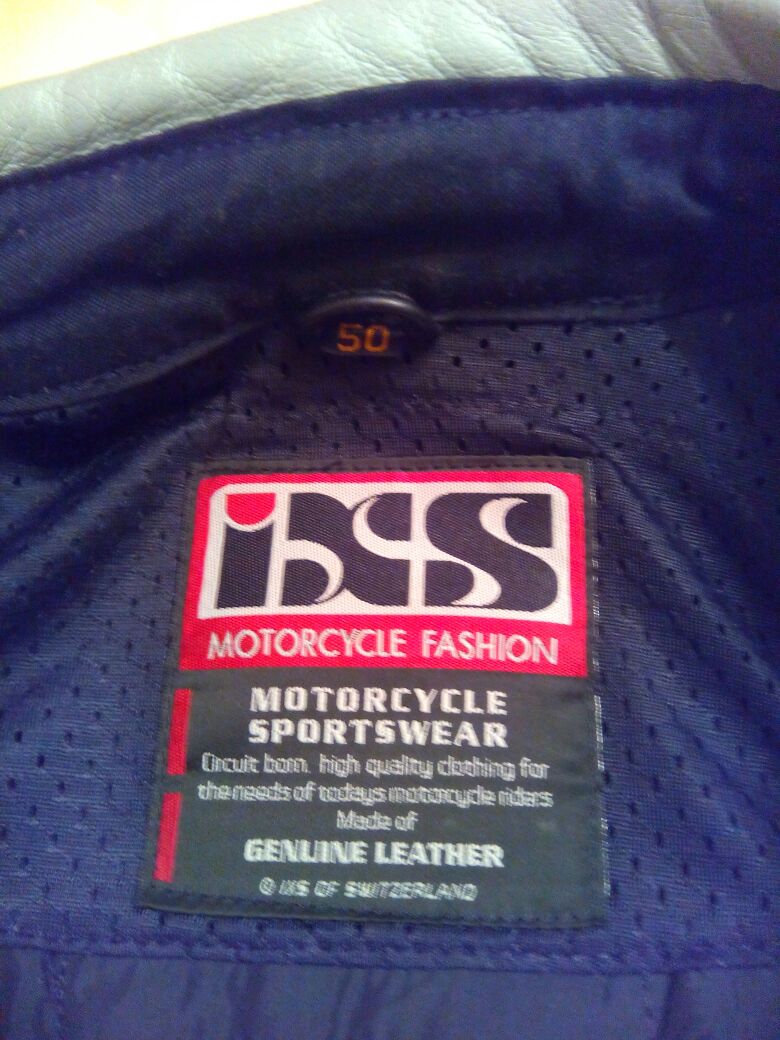 50
iXS
MOTORCYCLE FASHION
MOTORCYCLE
SPORTSWEAR
Circuit born. high quality clothing for
the needs of todays motorcycle riders
Made of
GENUINE LEATHER
© IXS OF SWITZERLAND